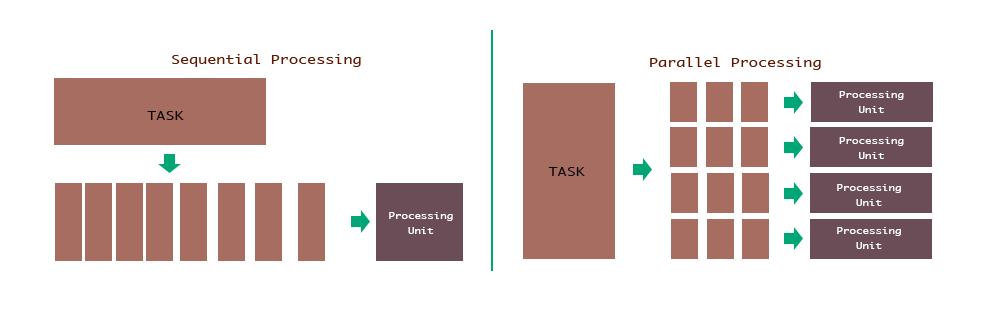 Sequential Processing
TASK
Processing
Unit
Parallel Processing
TASK
Processing
Unit
Processing
Unit
Processing
Unit
Processing
Unit